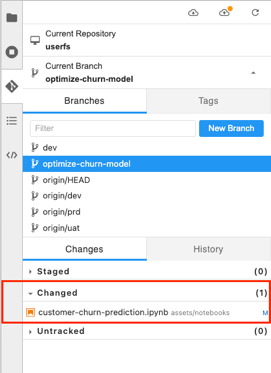 Current Repository
userfs
Current Branch
optimize-churn-model
Branches
Tags
Filter
New Branch
dev
optimize-churn-model
origin/HEAD
origin/dev
origin/prd
origin/uat
Changes
History
Staged (0)
Changed (1)
customer-churn-prediction.ipynb assets/notebooks M
Untracked (0)